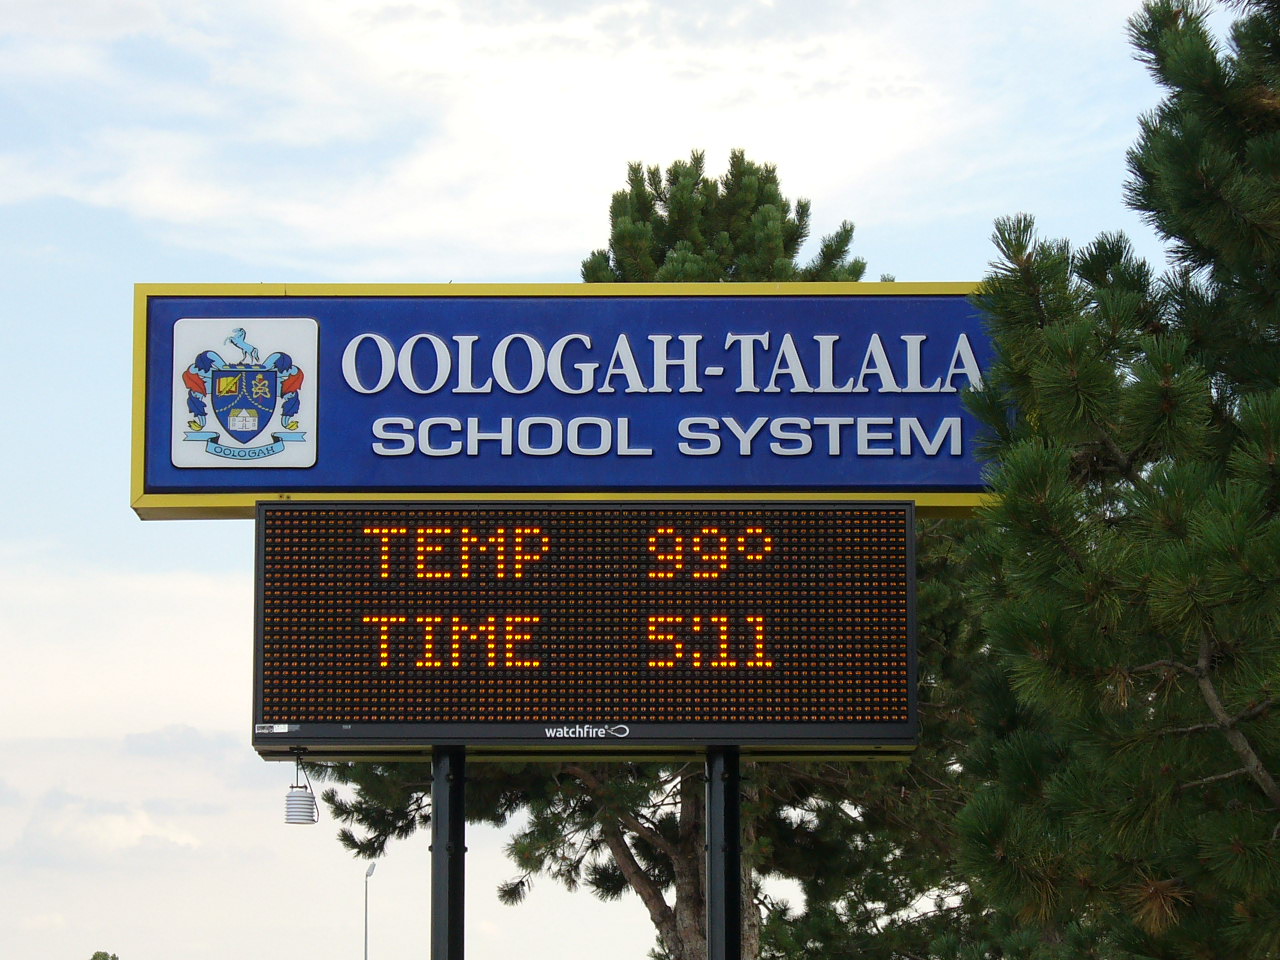 OOLOGAH-TALALA
SCHOOL SYSTEM
OOLOGAH
TEMP 99°
TIME 5:11
watchfire